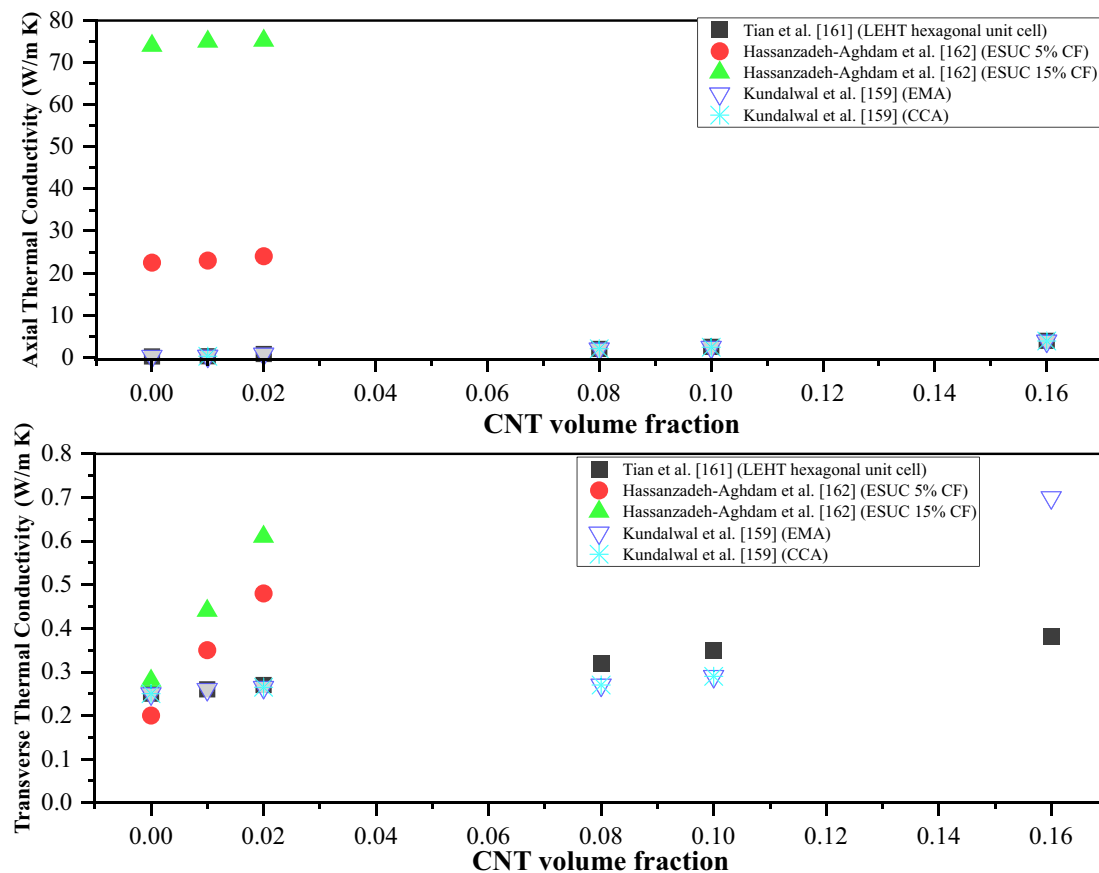 80
70
60
50
40
30
20
10
0
Axial Thermal Conductivity (W/m K)
Tian et al. [161] (LEHT hexagonal unit cell)
Hassanzadeh-Aghdam et al. [162] (ESUC 5% CF)
Hassanzadeh-Aghdam et al. [162] (ESUC 15% CF)
Kundalwal et al. [159] (EMA)
Kundalwal et al. [159] (CCA)
0.00 0.02 0.04 0.06 0.08 0.10 0.12 0.14 0.16
CNT volume fraction
0.8
0.7
0.6
0.5
0.4
0.3
0.2
0.1
0.0
Transverse Thermal Conductivity (W/m K)
Tian et al. [161] (LEHT hexagonal unit cell)
Hassanzadeh-Aghdam et al. [162] (ESUC 5% CF)
Hassanzadeh-Aghdam et al. [162] (ESUC 15% CF)
Kundalwal et al. [159] (EMA)
Kundalwal et al. [159] (CCA)
0.00 0.02 0.04 0.06 0.08 0.10 0.12 0.14 0.16
CNT volume fraction